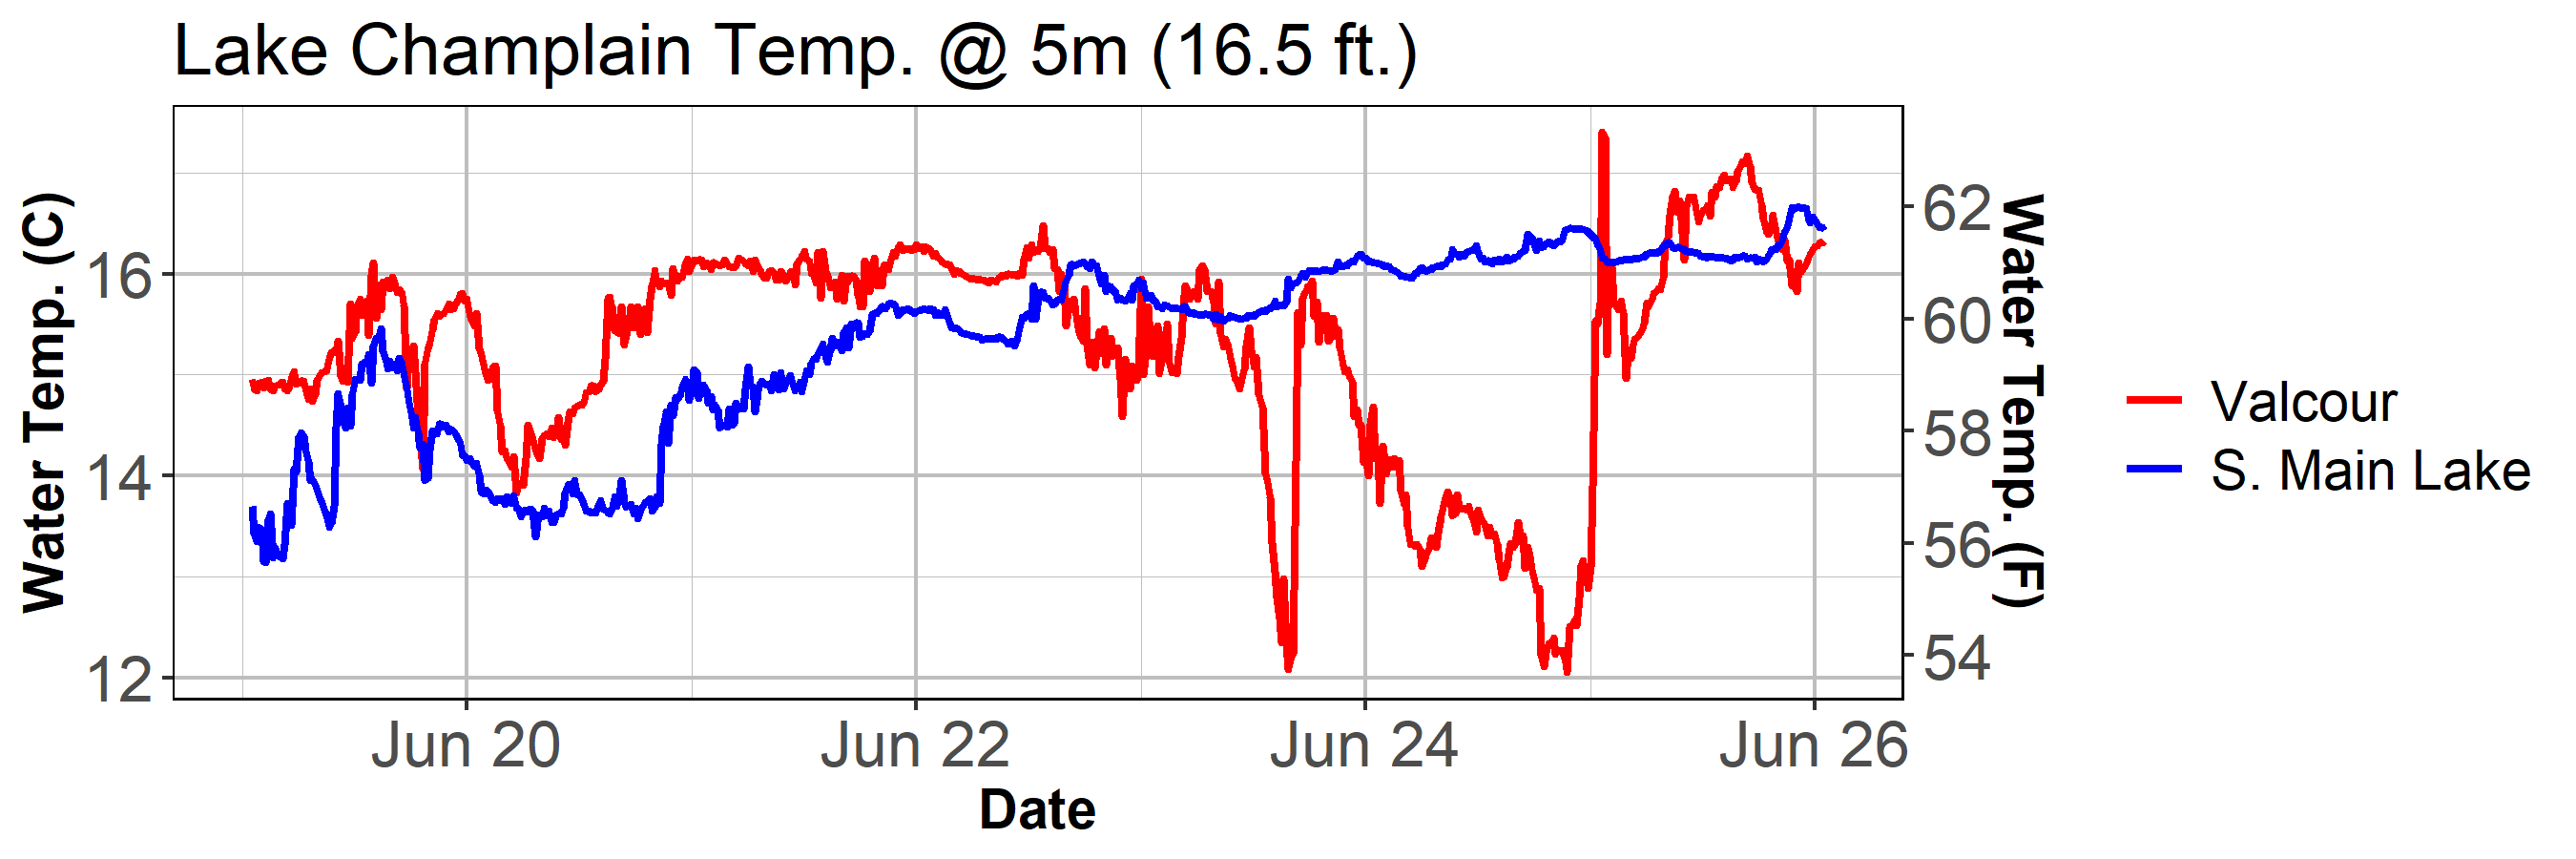 Lake Champlain Temp. @ 5m (16.5 ft.)
Water Temp. (C)
16
14
12
62
60
58
56
54
Water Temp. (F)
Jun 20
Jun 22
Jun 24
Jun 26
Date
Valcour
S. Main Lake